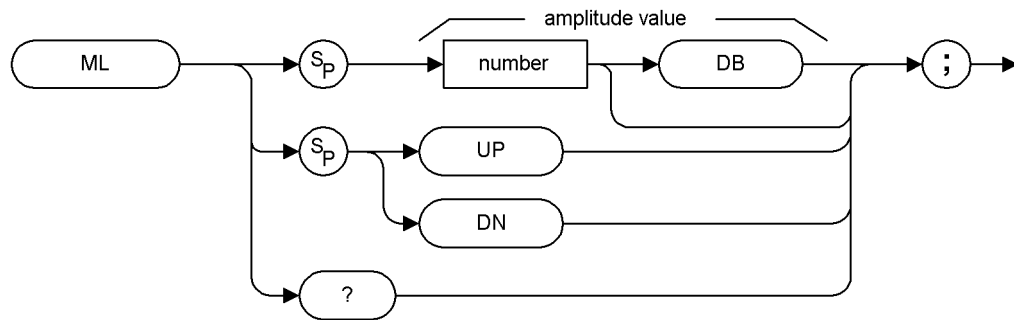 amplitude value
ML
SP
number
DB
;
SP
UP
DN
?